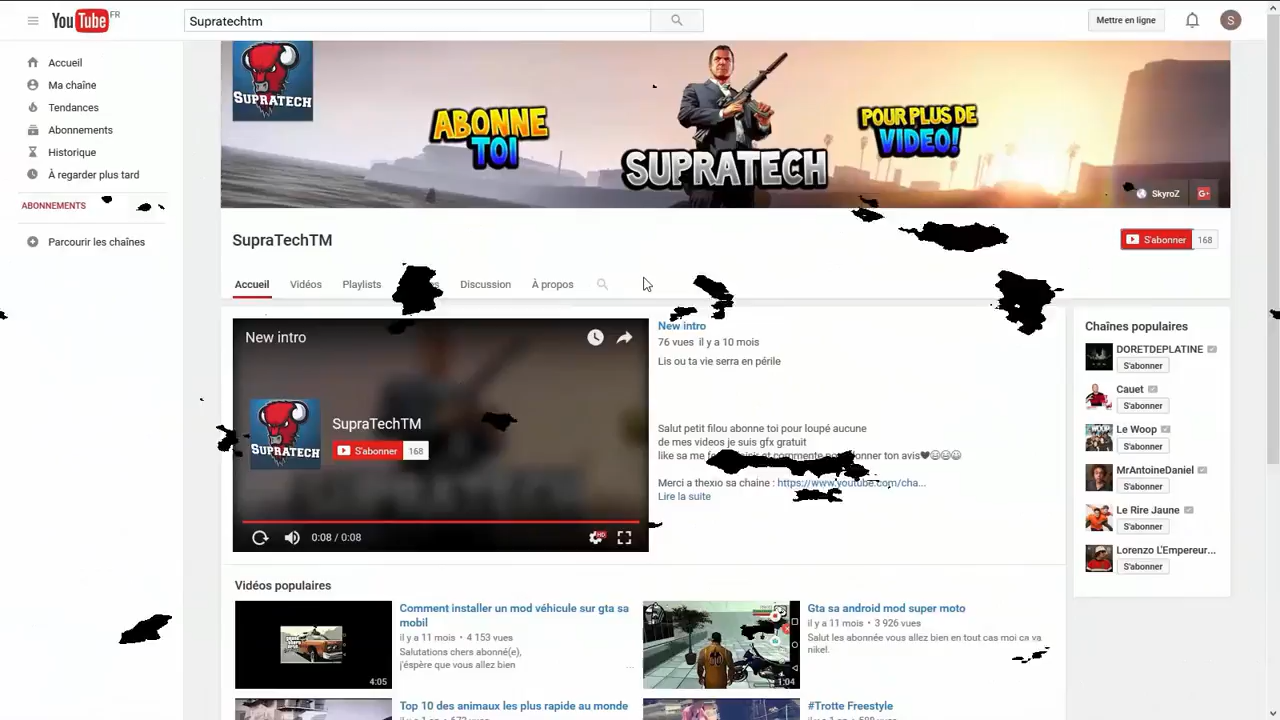 YouTube FR
Supratechtm
Mettre en ligne
S
Accueil
Ma chaîne
Tendances
Abonnements
Historique
À regarder plus tard
ABONNEMENTS
Parcourir les chaînes
SUPRATECH
ABONNE
TOI
SUPRATECH
POUR PLUS DE
VIDEO!
SkyroZ
G+
SupraTechTM
S'abonner 168
Accueil Vidéos Playlists Discussion À propos
New intro
SupraTechTM
SUPRATECH
S'abonner 168
0:08 / 0:08
HD
New intro
76 vues il y a 10 mois
Lis ou ta vie serra en périle
Salut petit filou abonne toi pour loupé aucune
de mes videos je suis gfx gratuit
like sa me et commente ton avis
Merci a thexio sa chaine : https://www.youtube.com/cha...
Lire la suite
Chaînes populaires
DORETDEPLATINE
S'abonner
Cauet
S'abonner
Le Woop
S'abonner
MrAntoineDaniel
S'abonner
Le Rire Jaune
S'abonner
Lorenzo L'Empereur...
S'abonner
Vidéos populaires
Comment installer un mod véhicule sur gta sa
mobil
il y a 11 mois • 4 153 vues
Salutations chers abonné(e),
j'éspère que vous allez bien
...
4:05
Gta sa android mod super moto
il y a 11 mois • 3 926 vues
Salut les abonnée vous allez bien en tout cas moi ca va
nikel.
1:04
Top 10 des animaux les plus rapide au monde
#Trotte Freestyle